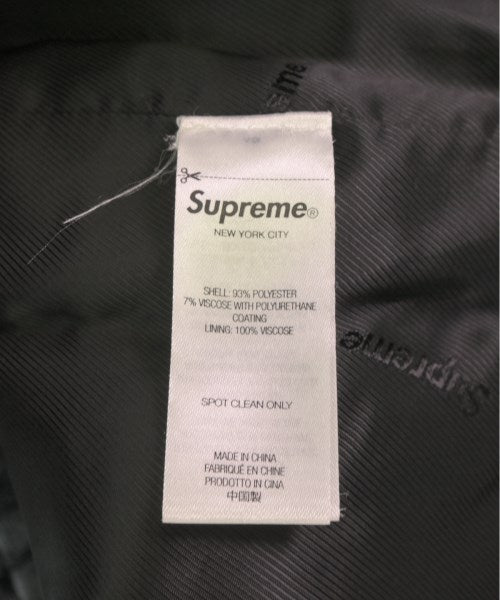 Supreme
Supreme®
NEW YORK CITY
SHELL: 93% POLYESTER
7% VISCOSE WITH POLYURETHANE
COATING
LINING: 100% VISCOSE
SPOT CLEAN ONLY
MADE IN CHINA
FABRIQUÉ EN CHINE
PRODOTTO IN CINA
中国製